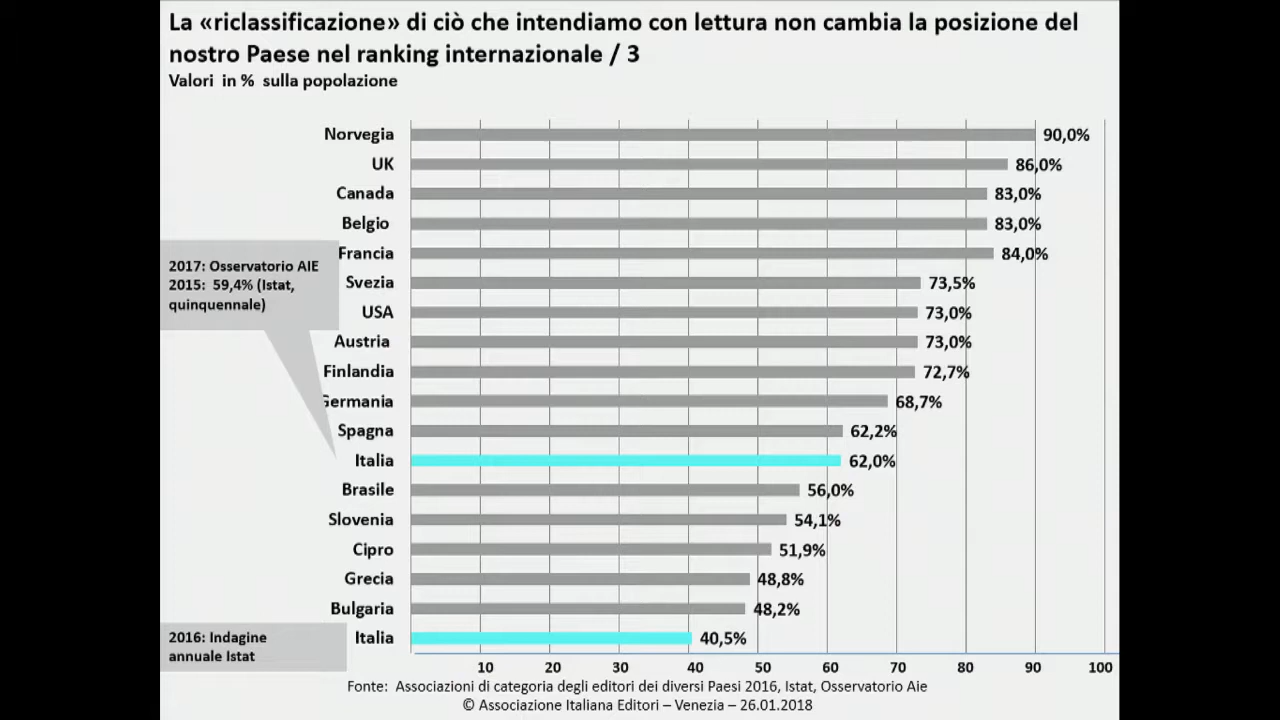 La «riclassificazione» di ciò che intendiamo con lettura non cambia la posizione del
nostro Paese nel ranking internazionale / 3
Valori in % sulla popolazione
Norvegia 90,0%
UK 86,0%
Canada 83,0%
Belgio 83,0%
Francia 84,0%
2017: Osservatorio AIE
2015: 59,4% (Istat,
quinquennale)
Svezia 73,5%
USA 73,0%
Austria 73,0%
Finlandia 72,7%
Germania 68,7%
Spagna 62,2%
Italia 62,0%
Brasile 56,0%
Slovenia 54,1%
Cipro 51,9%
Grecia 48,8%
Bulgaria 48,2%
Italia 40,5%
2016: Indagine
annuale Istat
10 20 30 40 50 60 70 80 90 100
Fonte: Associazioni di categoria degli editori dei diversi Paesi 2016, Istat, Osservatorio Aie
© Associazione Italiana Editori – Venezia – 26.01.2018